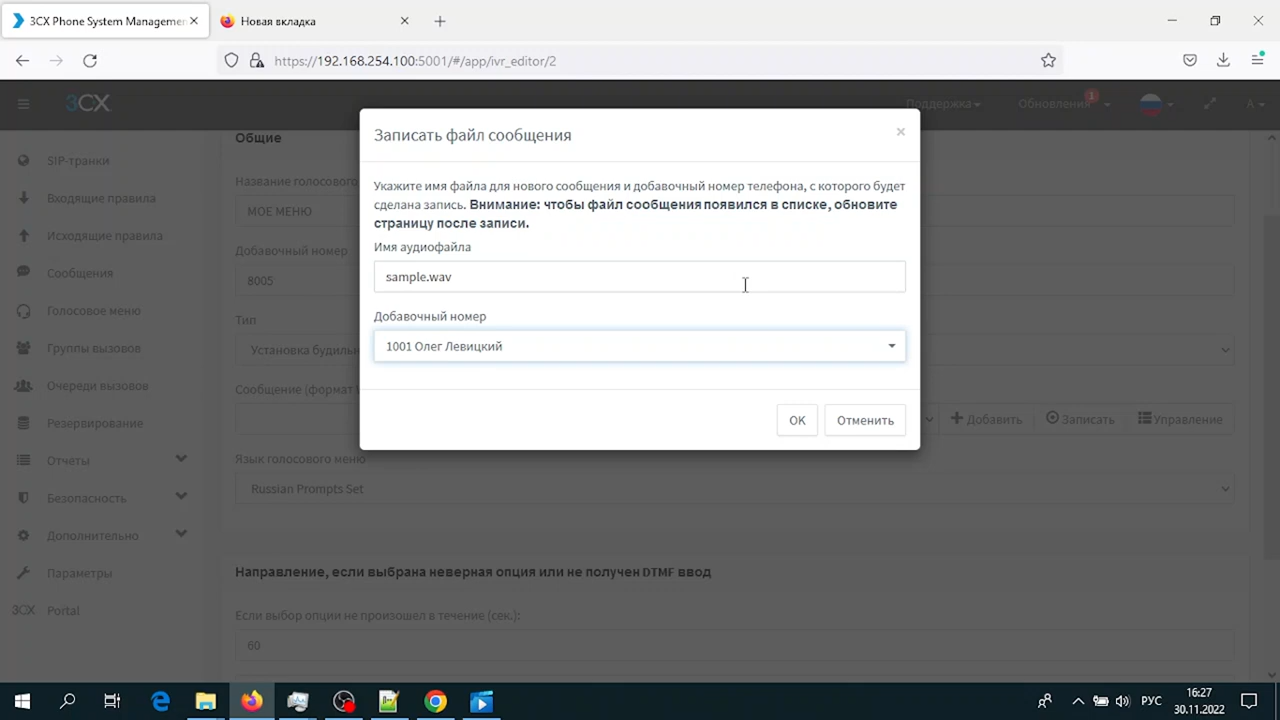 3CX Phone System Managemen
Новая вкладка
https://192.168.254.100:5001/#/app/ivr_editor/2
3CX
Поддержка
Обновления
1
A
SIP-транки
Входящие правила
Исходящие правила
Сообщения
Голосовое меню
Группы вызовов
Очереди вызовов
Резервирование
Отчеты
Безопасность
Дополнительно
Параметры
3CX Portal
Общие
Название голосового
МОЕ МЕНЮ
Добавочный номер
8005
Тип
Установка будильн
Сообщение (формат
Добавить
Записать
Управление
Язык голосового меню
Russian Prompts Set
Направление, если выбрана неверная опция или не получен DTMF ввод
Если выбор опции не произошел в течение (сек.):
60
Записать файл сообщения
Укажите имя файла для нового сообщения и добавочный номер телефона, с которого будет
сделана запись. Внимание: чтобы файл сообщения появился в списке, обновите
страницу после записи.
Имя аудиофайла
sample.wav
Добавочный номер
1001 Олег Левицкий
OK
Отменить
РУС
16:27
30.11.2022